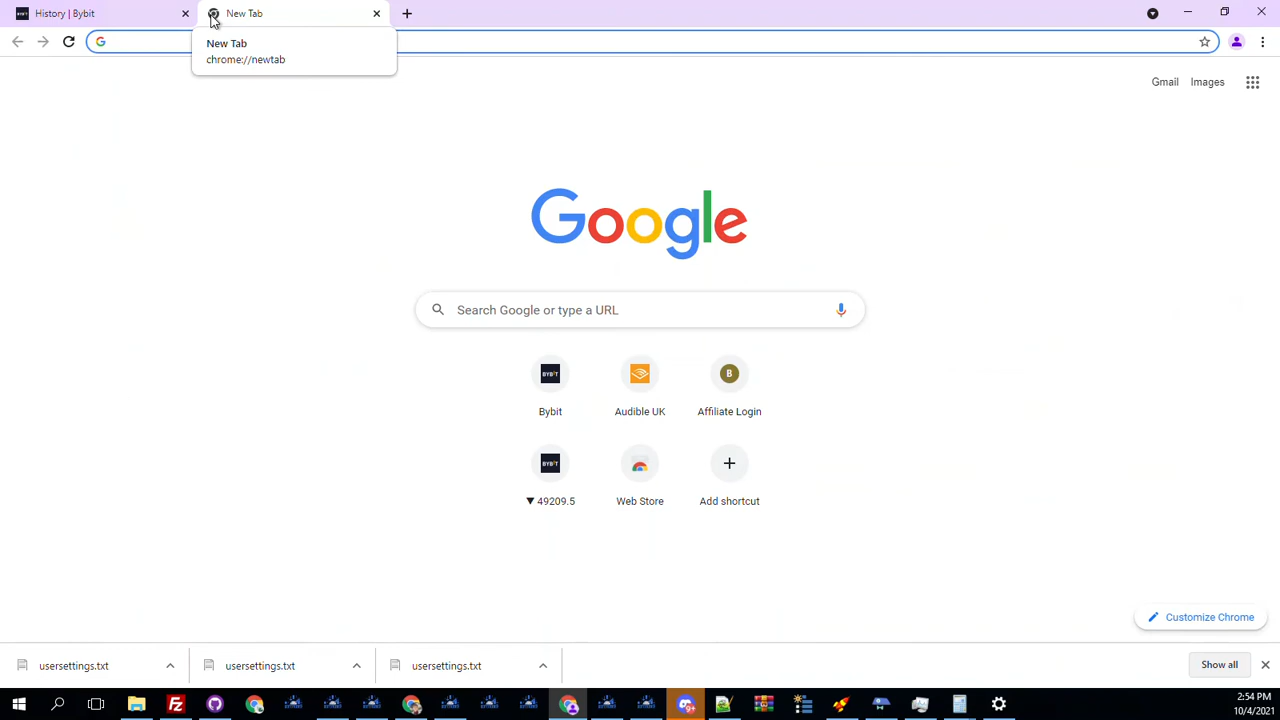 History | Bybit
New Tab
New Tab
chrome://newtab
Gmail Images
Google
Search Google or type a URL
BYBIT
B
Bybit
Audible UK
Affiliate Login
BYBIT
▼ 49209.5
Web Store
Add shortcut
Customize Chrome
usersettings.txt
usersettings.txt
usersettings.txt
Show all
2:54 PM
10/4/2021